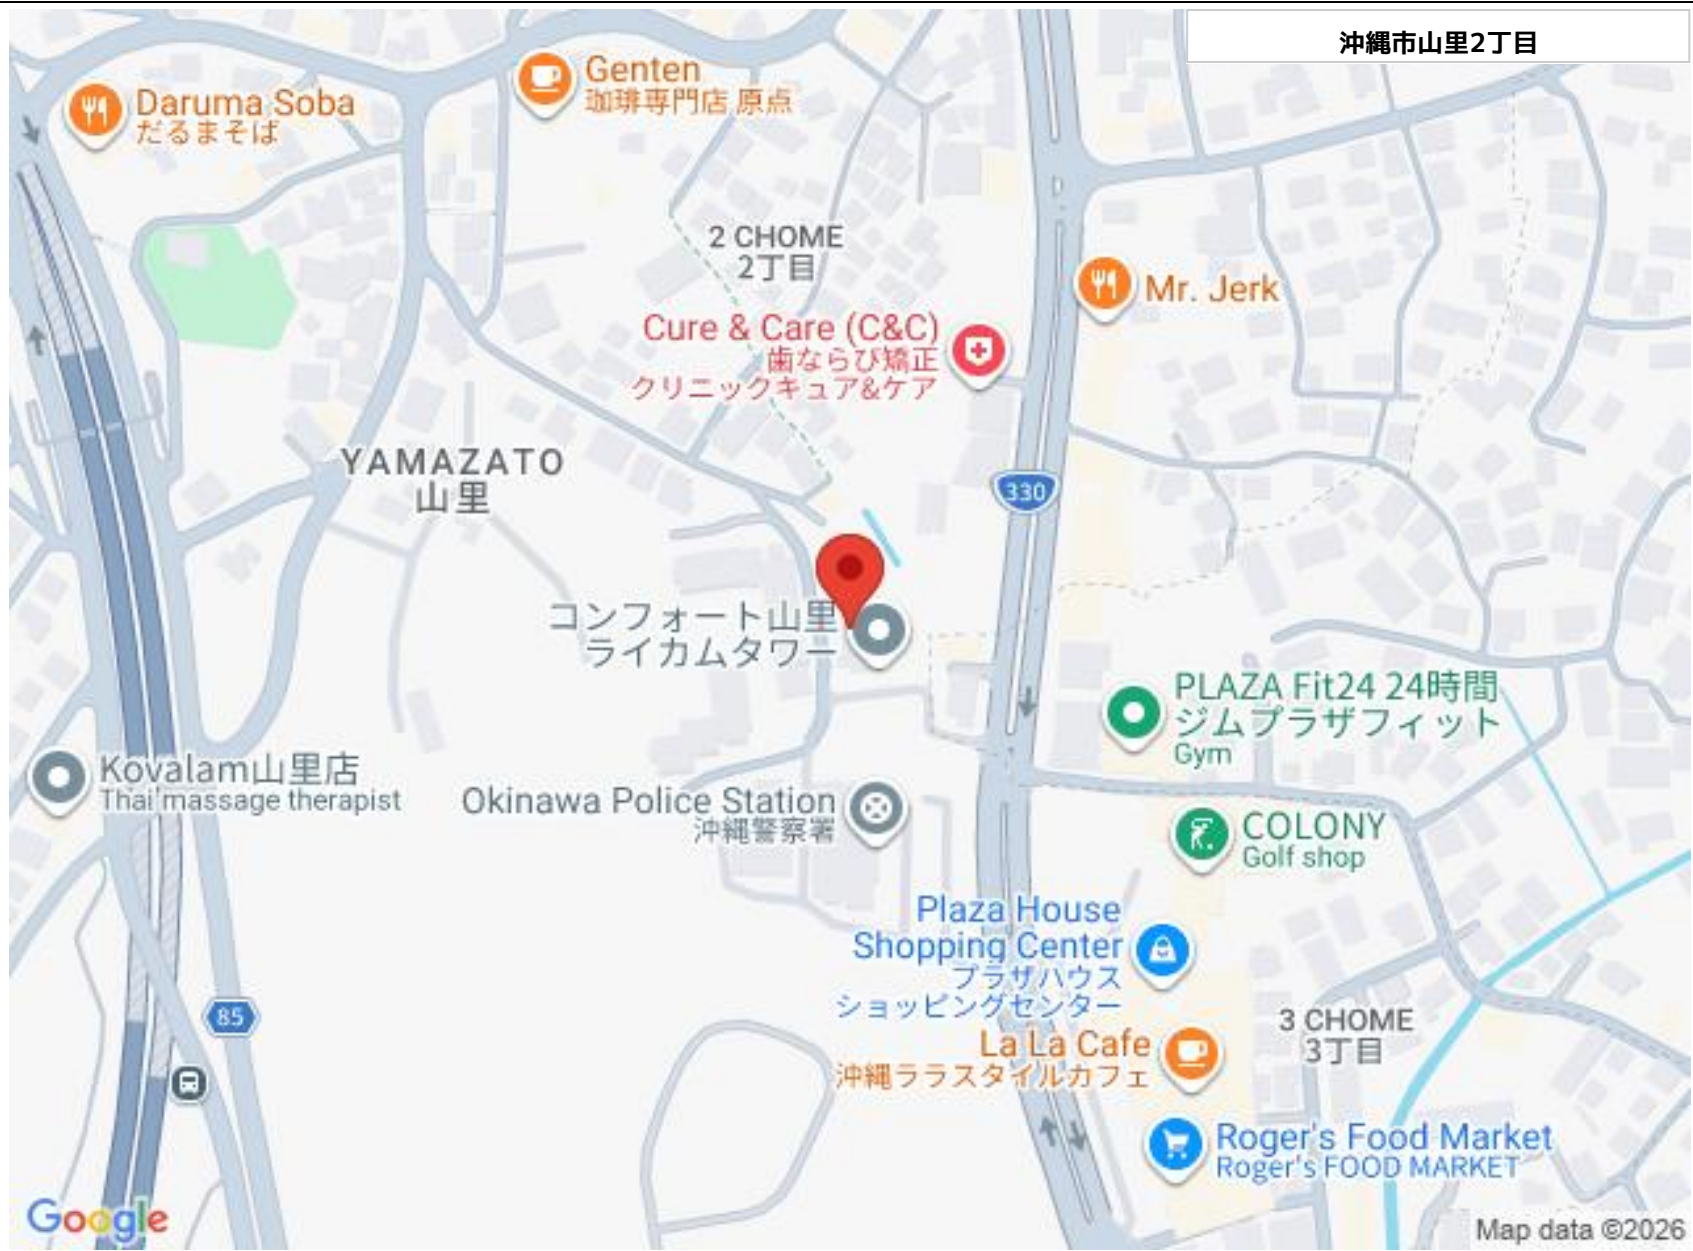 沖縄市山里2丁目
Genten
珈琲専門店 原点
Daruma Soba
だるまそば
2 CHOME
2丁目
Mr. Jerk
Cure & Care (C&C)
歯ならび矯正
クリニックキュア&ケア
YAMAZATO
山里
330
コンフォート山里
ライカムタワー
PLAZA Fit24 24時間
ジムプラザフィット
Gym
Kovalam山里店
Thai massage therapist
Okinawa Police Station
沖縄警察署
COLONY
Golf shop
Plaza House
Shopping Center
プラザハウス
ショッピングセンター
85
3 CHOME
3丁目
La La Cafe
沖縄ララスタイルカフェ
Roger's Food Market
Roger's FOOD MARKET
Google
Map data ©2026